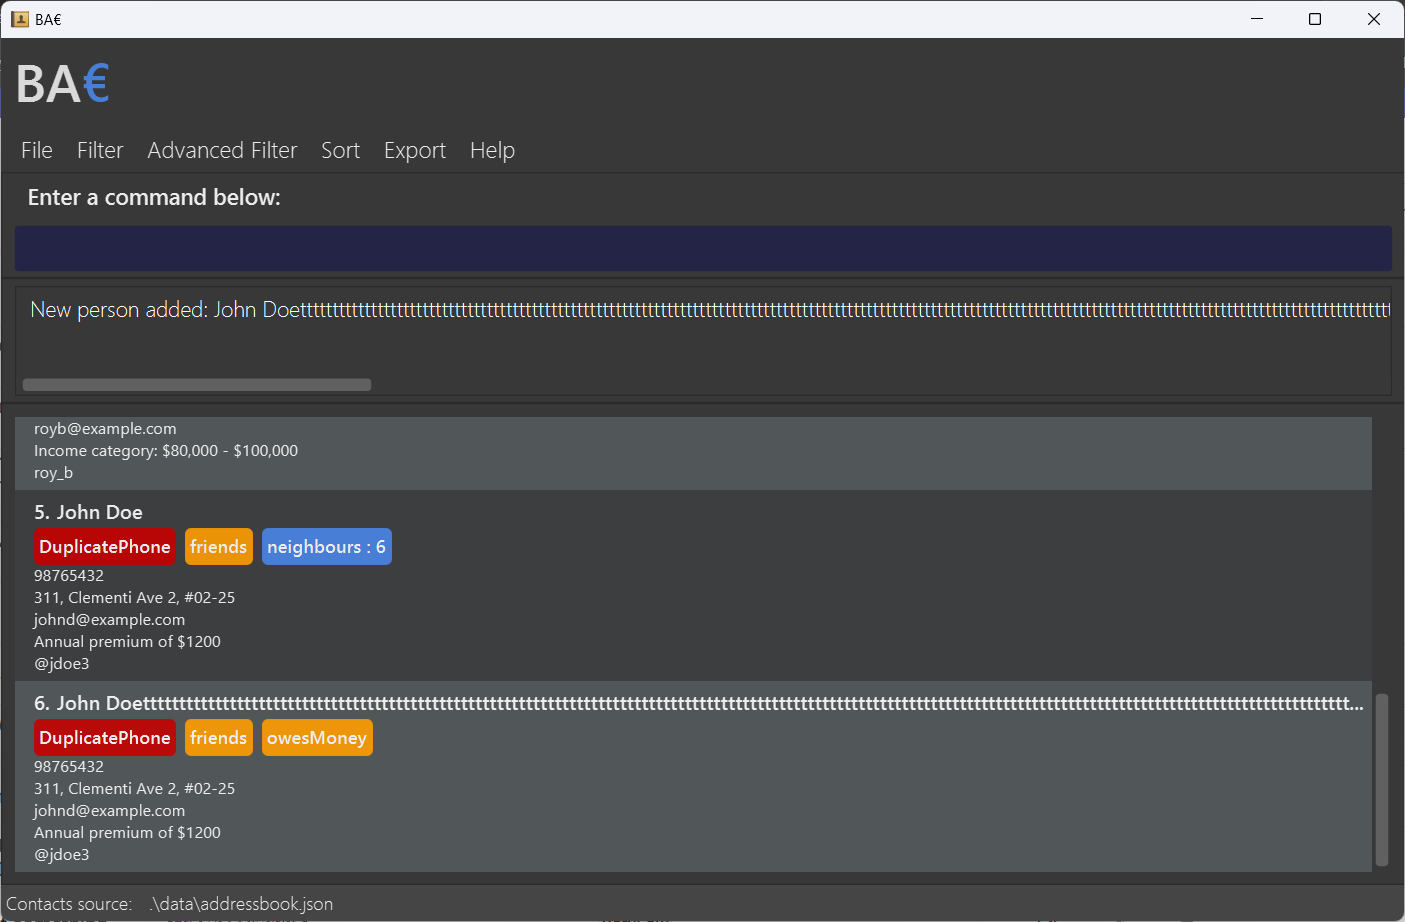 BA€
BA€
File Filter Advanced Filter Sort Export Help
Enter a command below:
New person added: John Doetttttttttttttttttttttttttttttttttttttttttttttttttttttttttttttttttttttttttttttttttttttttttttttttttttttttttttttttttttttttttttttttttttttttttttttttttttttttttttttttttttttttttttttttttttttttttt
royb@example.com
Income category: $80,000 - $100,000
roy_b
5. John Doe
DuplicatePhone friends neighbours : 6
98765432
311, Clementi Ave 2, #02-25
johnd@example.com
Annual premium of $1200
@jdoe3
6. John Doetttttttttttttttttttttttttttttttttttttttttttttttttttttttttttttttttttttttttttttttttttttttttttttttttttttttttttttttttttttttttttttttttttttttttttttttttttttttttttttttttttttttttt...
DuplicatePhone friends owesMoney
98765432
311, Clementi Ave 2, #02-25
johnd@example.com
Annual premium of $1200
@jdoe3
Contacts source: .\data\addressbook.json